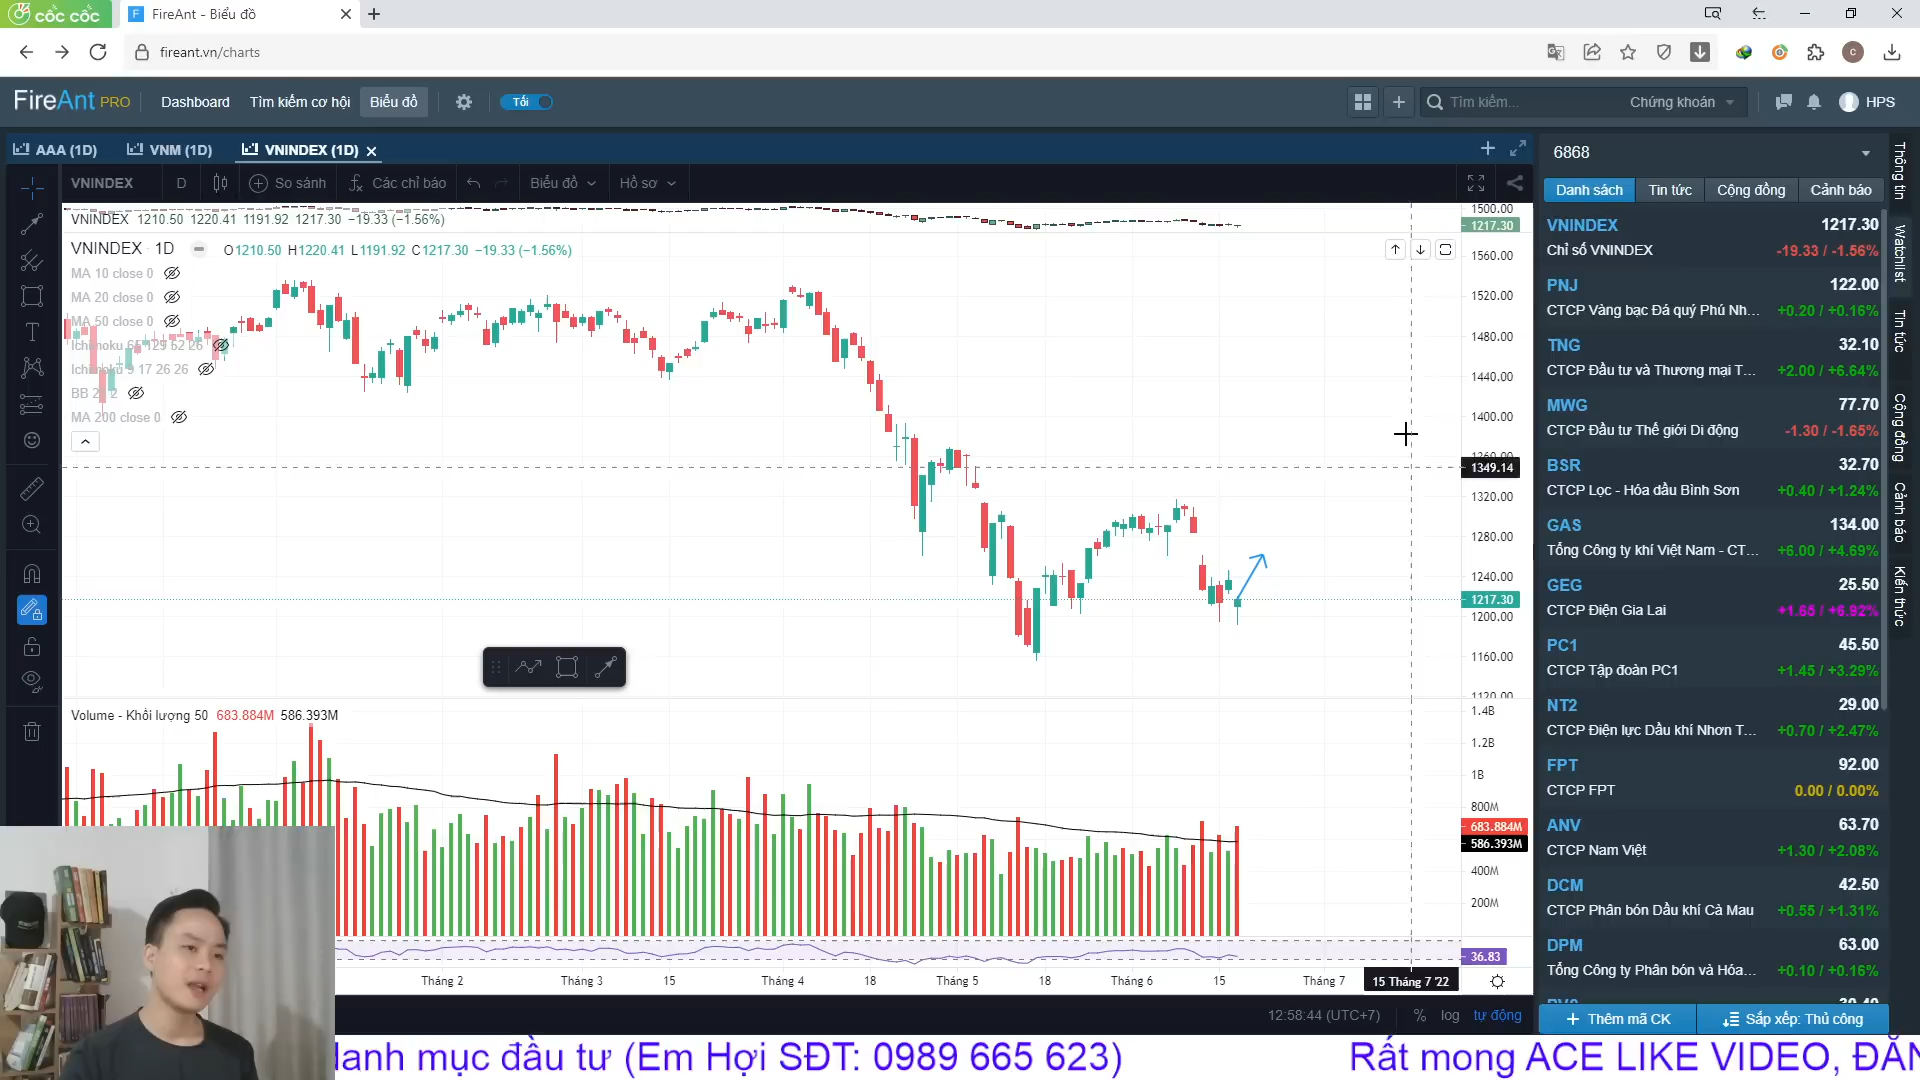 cốc cốc
FireAnt - Biểu đồ
fireant.vn/charts
C
FireAnt PRO
Dashboard
Tìm kiếm cơ hội
Biểu đồ
Tối
Tìm kiếm...
Chứng khoán
HPS
AAA (1D)
VNM (1D)
VNINDEX (1D)
VNINDEX
D
So sánh
Các chỉ báo
Biểu đồ
Hồ sơ
VNINDEX 1210.50 1220.41 1191.92 1217.30 −19.33 (−1.56%)
VNINDEX · 1D
O1210.50 H1220.41 L1191.92 C1217.30 −19.33 (−1.56%)
MA 10 close 0
MA 20 close 0
MA 50 close 0
Ichimoku 65 129 52 26
Ichimoku 9 17 26 26
BB 20 2
MA 200 close 0
1500.00
1217.30
1560.00
1520.00
1480.00
1440.00
1400.00
1360.00
1349.14
1320.00
1280.00
1240.00
1217.30
1200.00
1160.00
1120.00
Volume - Khối lượng 50 683.884M 586.393M
1.4B
1.2B
1B
800M
683.884M
586.393M
400M
200M
36.83
Tháng 2
Tháng 3
15
Tháng 4
18
Tháng 5
18
Tháng 6
15
Tháng 7
15 Tháng 7 '22
12:58:44 (UTC+7)
%
log
tự động
6868
Danh sách
Tin tức
Cộng đồng
Cảnh báo
VNINDEX 1217.30
Chỉ số VNINDEX -19.33 / -1.56%
PNJ 122.00
CTCP Vàng bạc Đá quý Phú Nh... +0.20 / +0.16%
TNG 32.10
CTCP Đầu tư và Thương mại T... +2.00 / +6.64%
MWG 77.70
CTCP Đầu tư Thế giới Di động -1.30 / -1.65%
BSR 32.70
CTCP Lọc - Hóa dầu Bình Sơn +0.40 / +1.24%
GAS 134.00
Tổng Công ty khí Việt Nam - CT... +6.00 / +4.69%
GEG 25.50
CTCP Điện Gia Lai +1.65 / +6.92%
PC1 45.50
CTCP Tập đoàn PC1 +1.45 / +3.29%
NT2 29.00
CTCP Điện lực Dầu khí Nhơn T... +0.70 / +2.47%
FPT 92.00
CTCP FPT 0.00 / 0.00%
ANV 63.70
CTCP Nam Việt +1.30 / +2.08%
DCM 42.50
CTCP Phân bón Dầu khí Cà Mau +0.55 / +1.31%
DPM 63.00
Tổng Công ty Phân bón và Hóa... +0.10 / +0.16%
Thêm mã CK
Sắp xếp: Thủ công
Thông tin
Watchlist
Tin tức
Cộng đồng
Cảnh báo
Kiến thức
danh mục đầu tư (Em Hợi SĐT: 0989 665 623)
Rất mong ACE LIKE VIDEO, ĐĂN